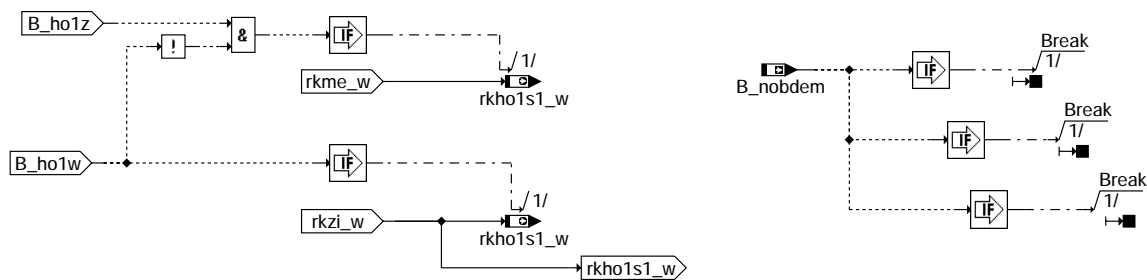 B_ho1z
!
&
IF
1/
rkme_w
rkho1s1_w
B_ho1w
IF
1/
rkzi_w
rkho1s1_w
rkho1s1_w
B_nobdem
IF
Break
1/
IF
Break
1/
IF
Break
1/